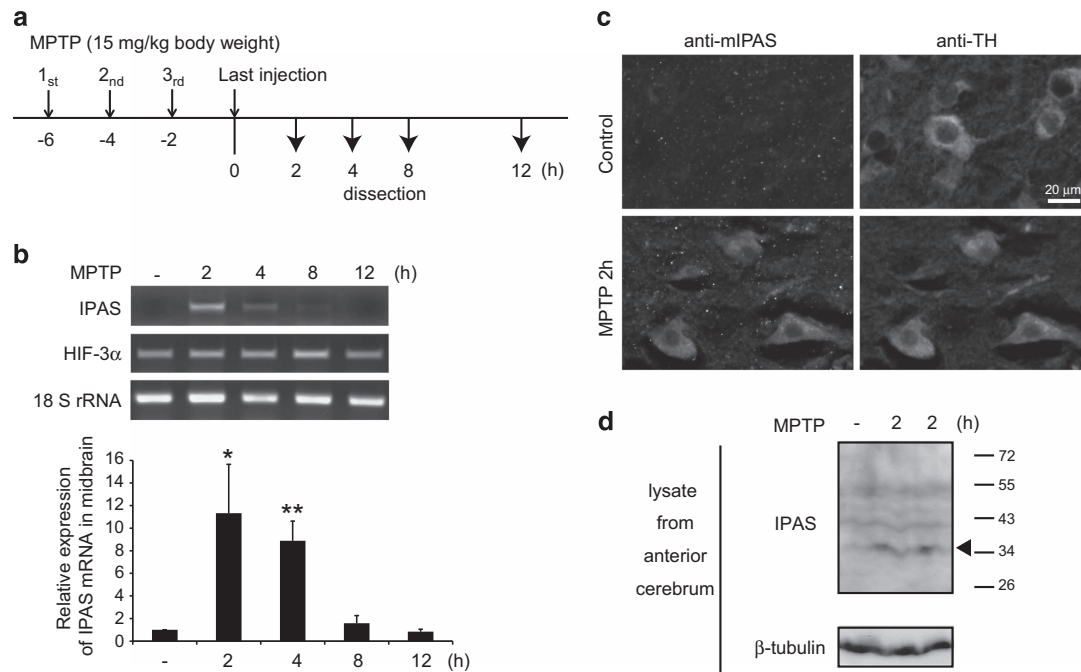 a
MPTP (15 mg/kg body weight)
1st 2nd 3rd Last injection
-6 -4 -2 0 2 4 8 12 (h)
dissection
b
MPTP - 2 4 8 12 (h)
IPAS
HIF-3α
18 S rRNA
Relative expression
of IPAS mRNA in midbrain
16
14
12
10
8
6
4
2
0
* **
- 2 4 8 12 (h)
c
anti-mIPAS anti-TH
Control
20 μm
MPTP 2h
d
MPTP - 2 2 (h)
lysate
from
anterior
cerebrum
IPAS
72
55
43
34
26
β-tubulin